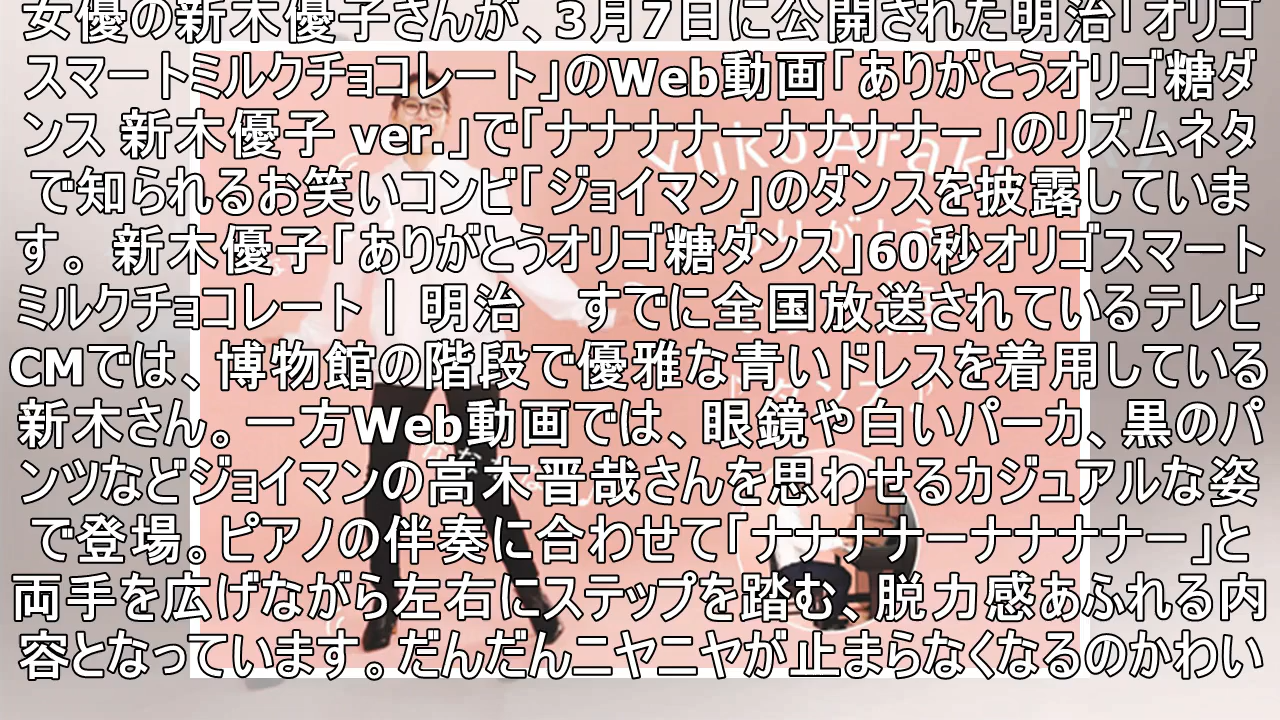 女優の新木優子さんが、3月7日に公開された明治「オリゴ
スマートミルクチョコレート」のWeb動画「ありがとうオリゴ糖ダ
ンス 新木優子 ver.」で「ナナナナーナナナナー」のリズムネタ
で知られるお笑いコンビ「ジョイマン」のダンスを披露していま
す。 新木優子「ありがとうオリゴ糖ダンス」60秒オリゴスマート
ミルクチョコレート｜明治　すでに全国放送されているテレビ
CMでは、博物館の階段で優雅な青いドレスを着用している
新木さん。一方Web動画では、眼鏡や白いパーカ、黒のパ
ンツなどジョイマンの高木晋哉さんを思わせるカジュアルな姿
で登場。ピアノの伴奏に合わせて「ナナナナーナナナナー」と
両手を広げながら左右にステップを踏む、脱力感あふれる内
容となっています。だんだんニヤニヤが止まらなくなるのかわい
Yuko Araki